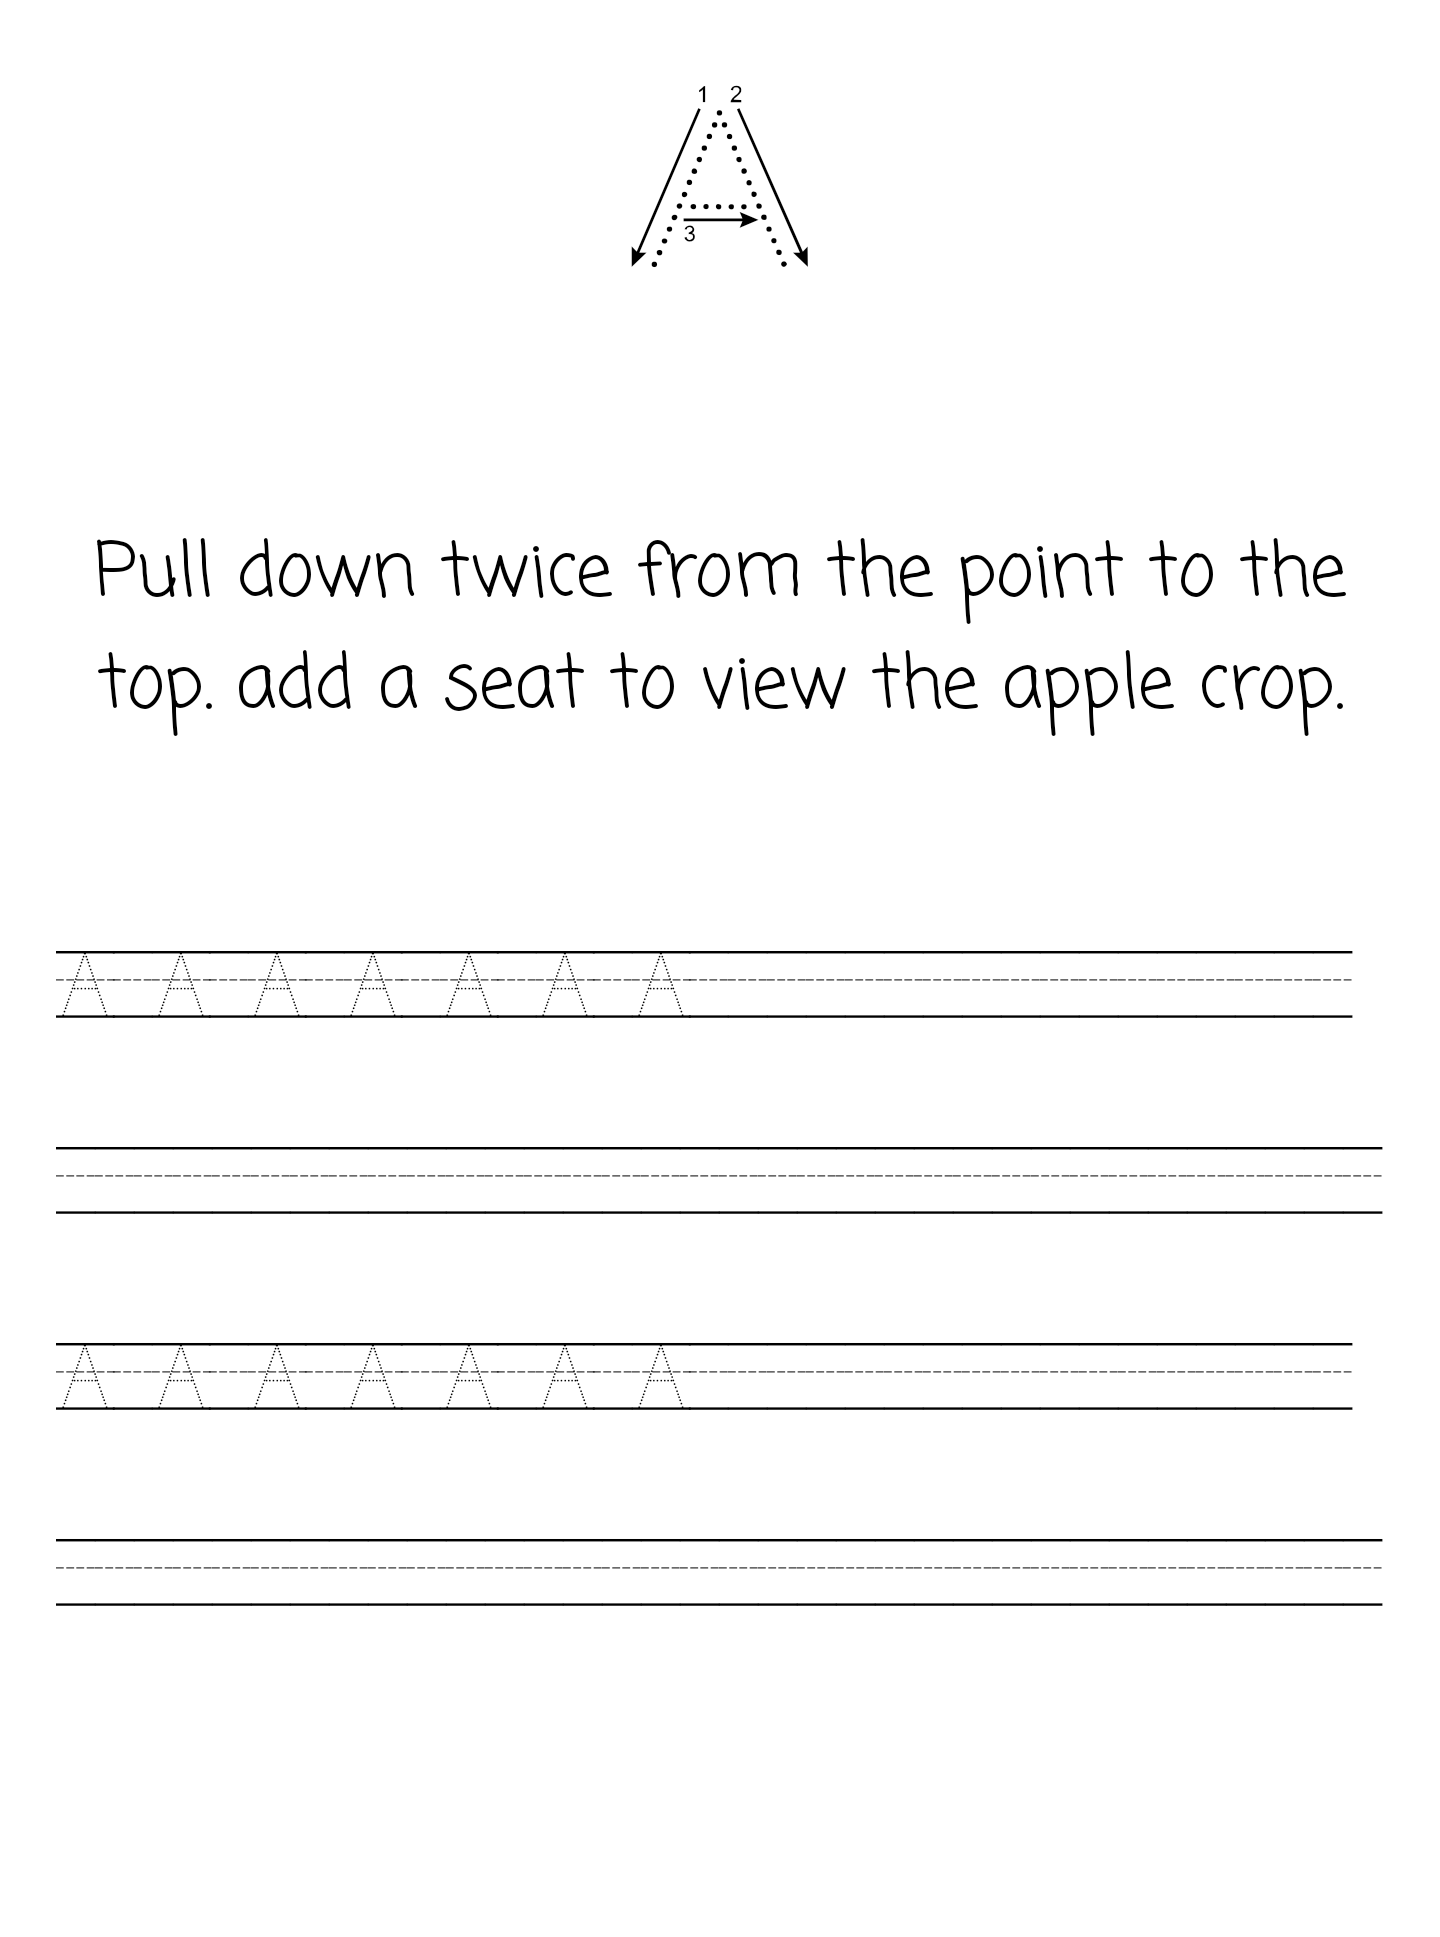 1 2
A
3
Pull down twice from the point to the
top. add a seat to view the apple crop.
A A A A A A A
A A A A A A A